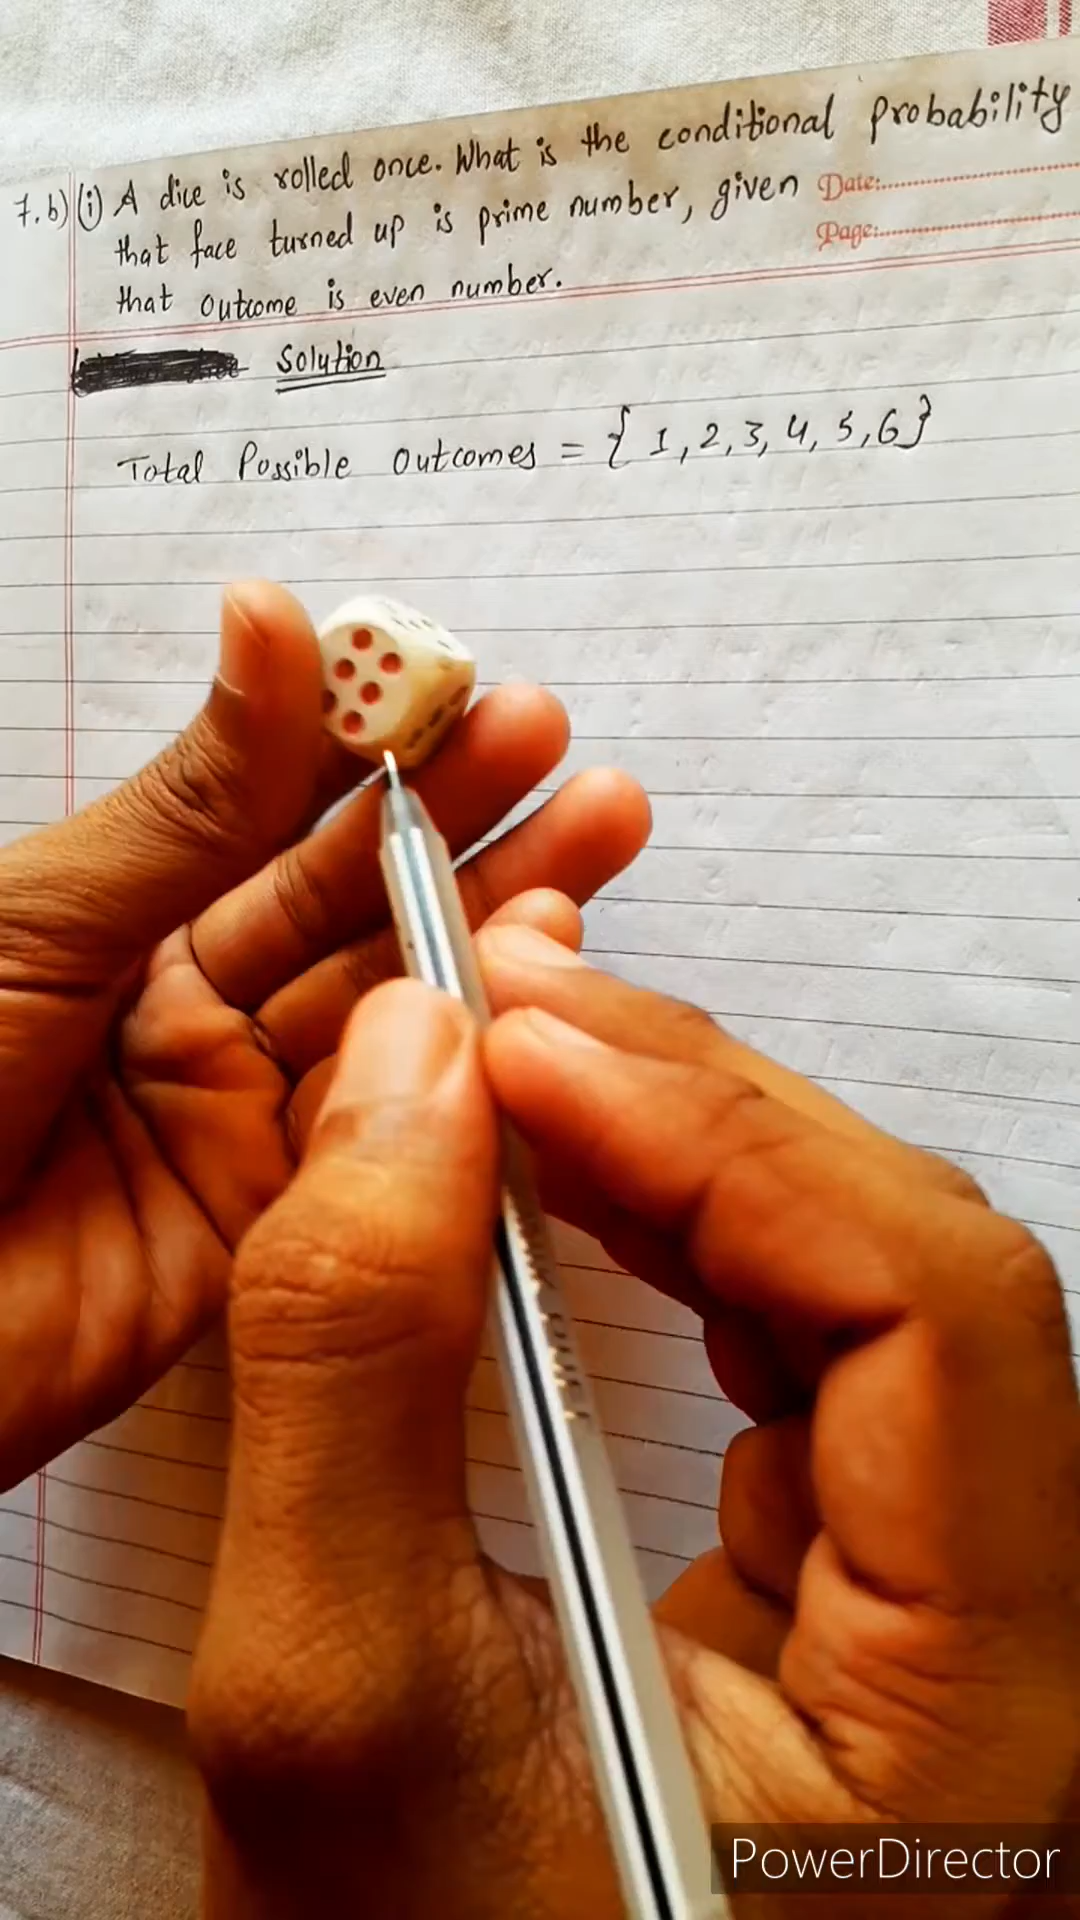 7.b)(i) A dice is rolled once. What is the conditional probability
that face turned up is prime number, given
Date:
Page:
that outcome is even number.
Solution
Total Possible Outcomes = { 1, 2, 3, 4, 5, 6}
PowerDirector